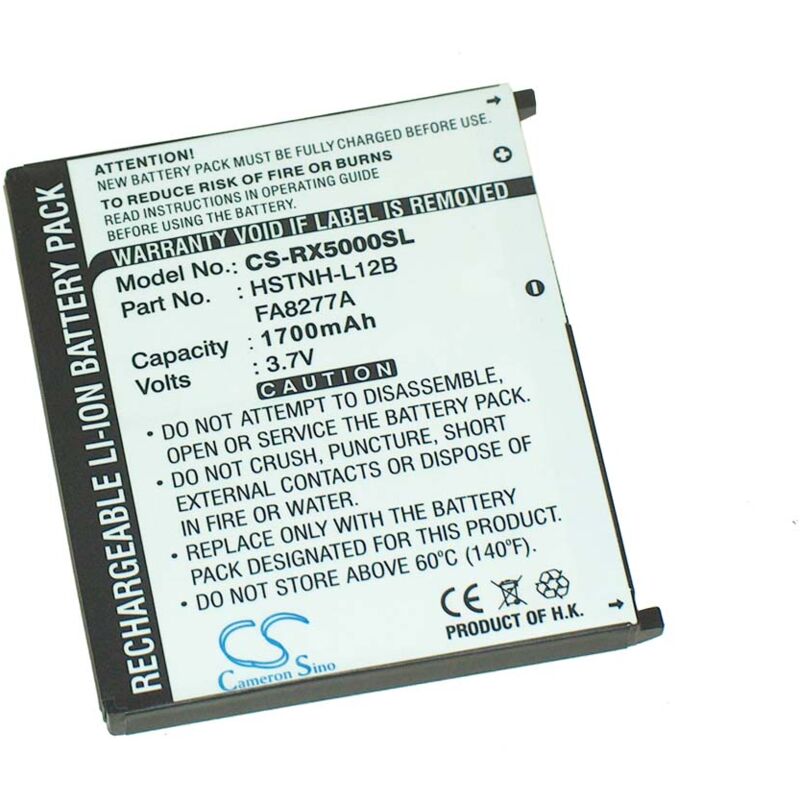 RECHARGEABLE LI-ION BATTERY PACK
ATTENTION!
NEW BATTERY PACK MUST BE FULLY CHARGED BEFORE USE.
TO REDUCE RISK OF FIRE OR BURNS
READ INSTRUCTIONS IN OPERATING GUIDE
BEFORE USING THE BATTERY.
WARRANTY VOID IF LABEL IS REMOVED
Model No.: CS-RX5000SL
Part No. : HSTNH-L12B
FA8277A
Capacity : 1700mAh
Volts : 3.7V
CAUTION
• DO NOT ATTEMPT TO DISASSEMBLE,
OPEN OR SERVICE THE BATTERY PACK.
• DO NOT CRUSH, PUNCTURE, SHORT
EXTERNAL CONTACTS OR DISPOSE OF
IN FIRE OR WATER.
• REPLACE ONLY WITH THE BATTERY
PACK DESIGNATED FOR THIS PRODUCT.
• DO NOT STORE ABOVE 60°C (140°F).
CE
PRODUCT OF H.K.
CS
Cameron Sino